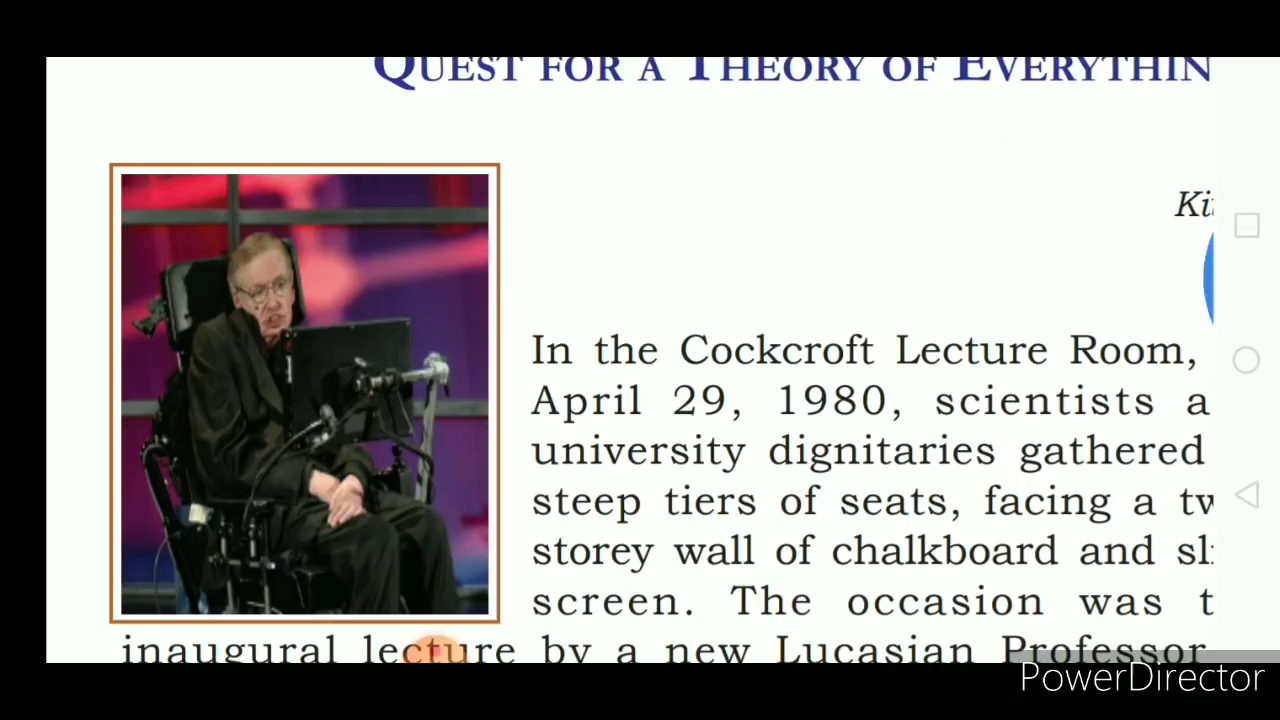 QUEST FOR A THEORY OF EVERYTHIN
In the Cockcroft Lecture Room,
April 29, 1980, scientists a
university dignitaries gathered
steep tiers of seats, facing a tw
storey wall of chalkboard and
screen. The occasion was t
inaugural lecture by a new Lucasian Professor
PowerDirector